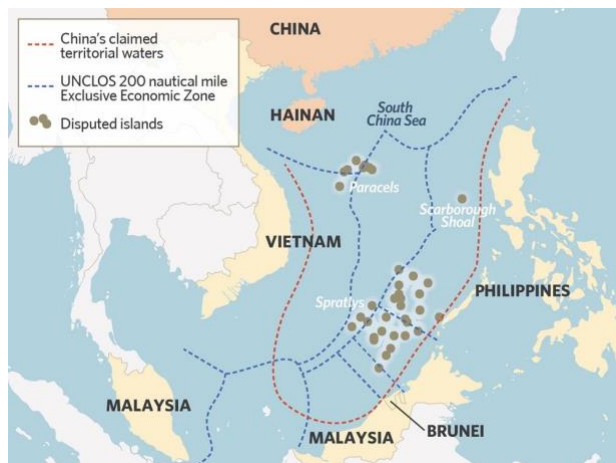 China's claimed
territorial waters
UNCLOS 200 nautical mile
Exclusive Economic Zone
Disputed islands
CHINA
HAINAN
South
China Sea
Paracels
Scarborough
Shoal
VIETNAM
PHILIPPINES
Spratlys
MALAYSIA
MALAYSIA
BRUNEI